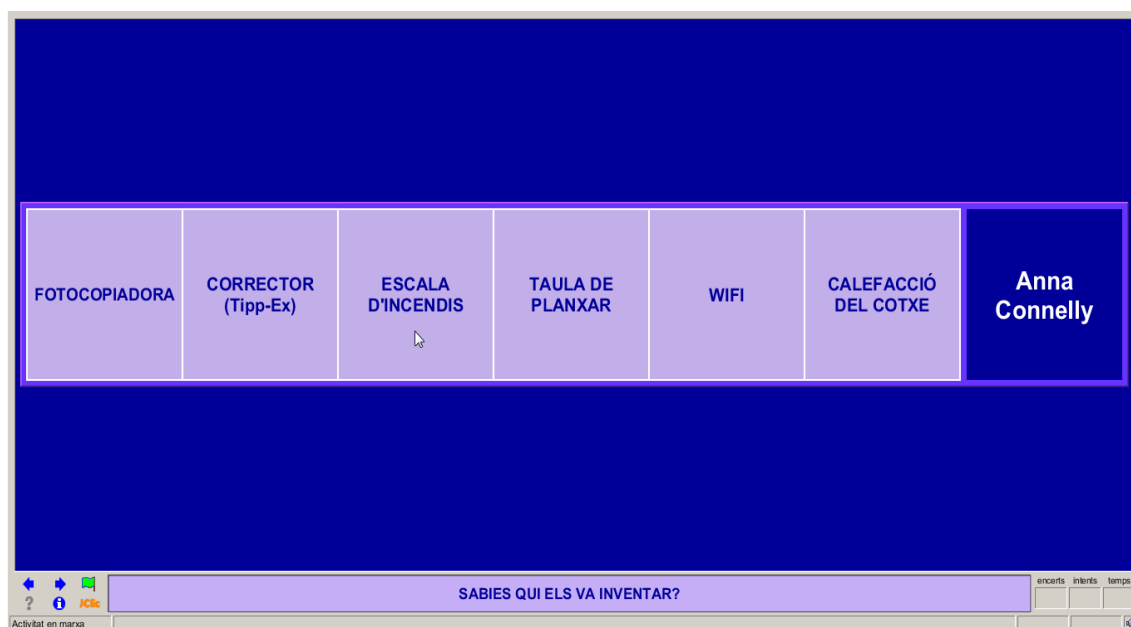 FOTOCOPIADORA
CORRECTOR
(Tipp-Ex)
ESCALA
D'INCENDIS
TAULA DE
PLANXAR
WIFI
CALEFACCIÓ
DEL COTXE
Anna
Connelly
SABIES QUI ELS VA INVENTAR?
encerts intents temps
? i JClic
Activitat en marxa